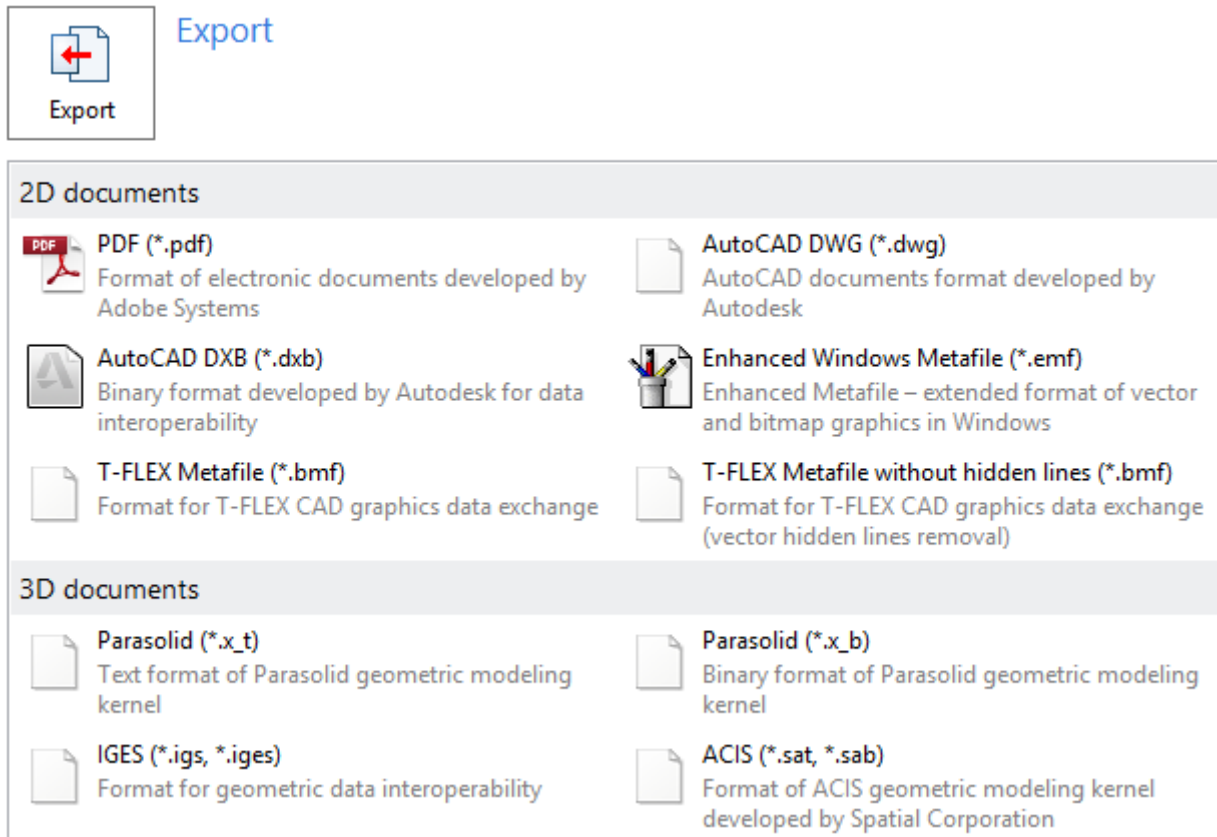 Export
Export
2D documents
PDF
PDF (*.pdf)
Format of electronic documents developed by
Adobe Systems
AutoCAD DWG (*.dwg)
AutoCAD documents format developed by
Autodesk
AutoCAD DXB (*.dxb)
Binary format developed by Autodesk for data
interoperability
Enhanced Windows Metafile (*.emf)
Enhanced Metafile – extended format of vector
and bitmap graphics in Windows
T-FLEX Metafile (*.bmf)
Format for T-FLEX CAD graphics data exchange
T-FLEX Metafile without hidden lines (*.bmf)
Format for T-FLEX CAD graphics data exchange
(vector hidden lines removal)
3D documents
Parasolid (*.x_t)
Text format of Parasolid geometric modeling
kernel
Parasolid (*.x_b)
Binary format of Parasolid geometric modeling
kernel
IGES (*.igs, *.iges)
Format for geometric data interoperability
ACIS (*.sat, *.sab)
Format of ACIS geometric modeling kernel
developed by Spatial Corporation